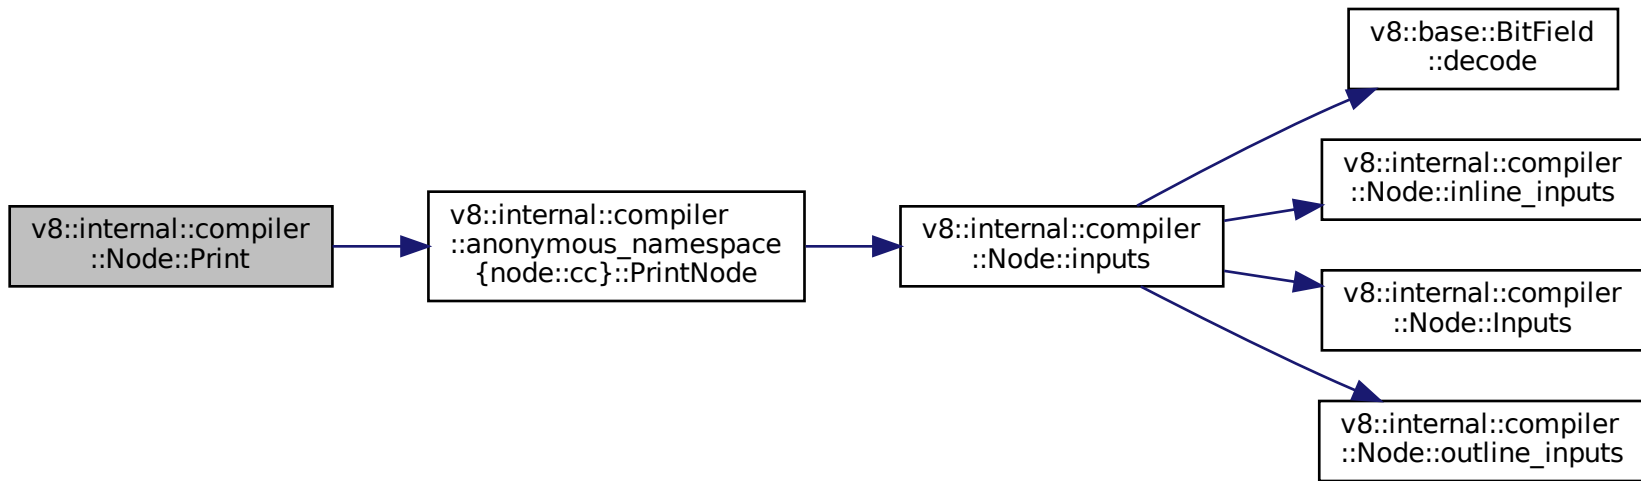 v8::internal::compiler
::Node::Print
v8::internal::compiler
::anonymous_namespace
{node::cc}::PrintNode
v8::internal::compiler
::Node::inputs
v8::base::BitField
::decode
v8::internal::compiler
::Node::inline_inputs
v8::internal::compiler
::Node::Inputs
v8::internal::compiler
::Node::outline_inputs